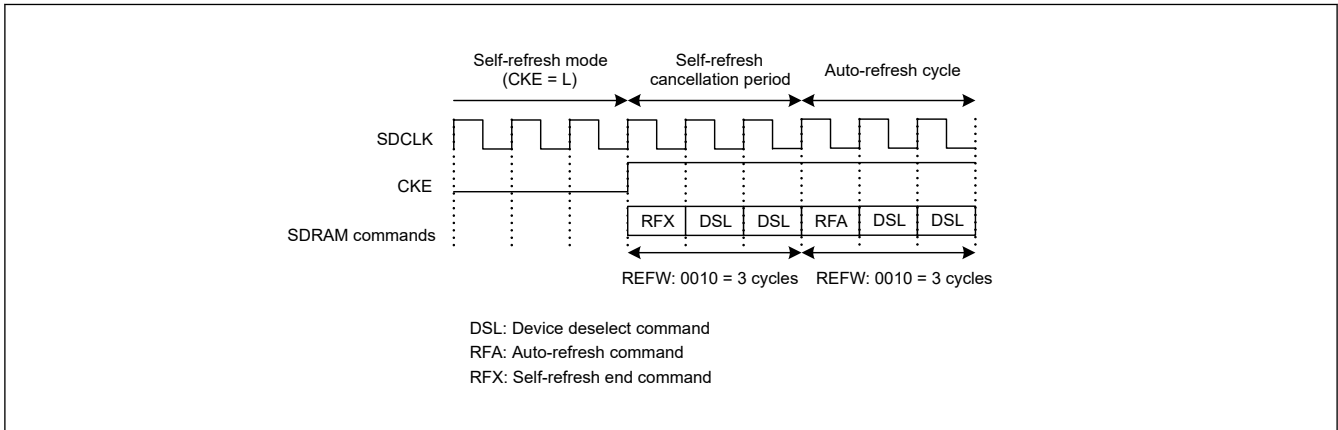 Self-refresh mode
(CKE = L)
Self-refresh
cancellation period
Auto-refresh cycle
SDCLK
CKE
SDRAM commands
RFX DSL DSL RFA DSL DSL
REFW: 0010 = 3 cycles REFW: 0010 = 3 cycles
DSL: Device deselect command
RFA: Auto-refresh command
RFX: Self-refresh end command